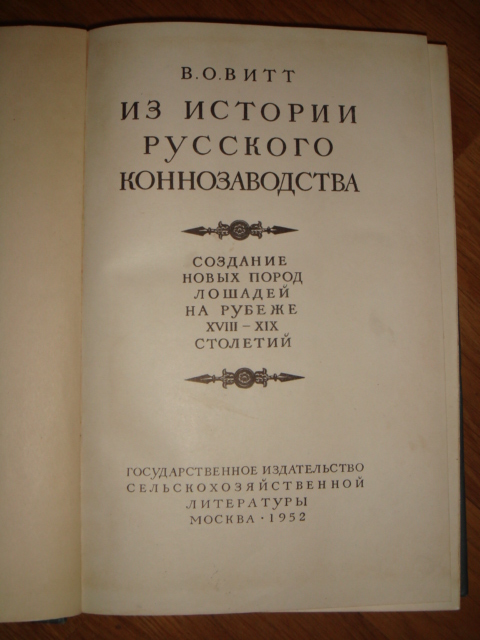 В.О.ВИТТ
ИЗ ИСТОРИИ
РУССКОГО
КОННОЗАВОДСТВА
СОЗДАНИЕ
НОВЫХ ПОРОД
ЛОШАДЕЙ
НА РУБЕЖЕ
XVIII – XIX
СТОЛЕТИЙ
ГОСУДАРСТВЕННОЕ ИЗДАТЕЛЬСТВО
СЕЛЬСКОХОЗЯЙСТВЕННОЙ
ЛИТЕРАТУРЫ
МОСКВА · 1952